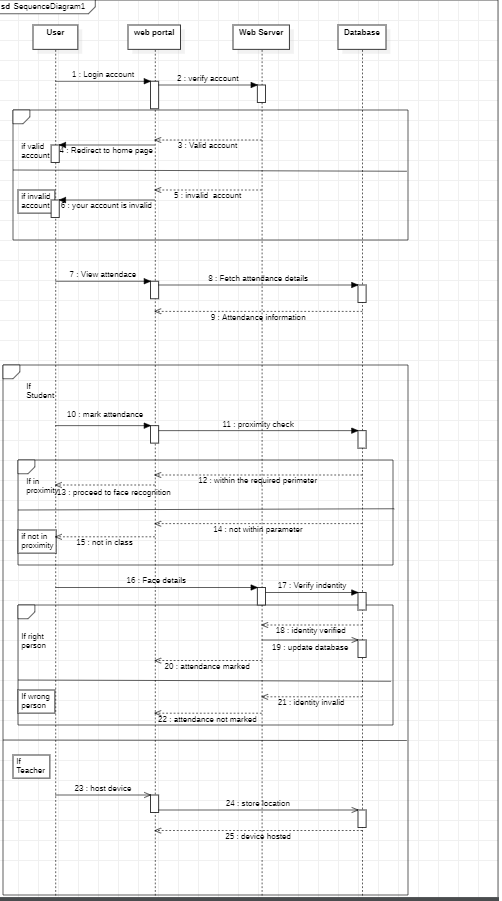 sd SequenceDiagram1
User
web portal
Web Server
Database
1 : Login account
2 : verify account
3 : Valid account
if valid
account
4 : Redirect to home page
5 : invalid account
if invalid
account
6 : your account is invalid
7 : View attendace
8 : Fetch attendance details
9 : Attendance information
If
Student
10 : mark attendance
11 : proximity check
12 : within the required perimeter
If in
proximity
13 : proceed to face recognition
14 : not within parameter
if not in
proximity
15 : not in class
16 : Face details
17 : Verify indentity
18 : identity verified
If right
person
19 : update database
20 : attendance marked
If wrong
person
21 : identity invalid
22 : attendance not marked
If
Teacher
23 : host device
24 : store location
25 : device hosted